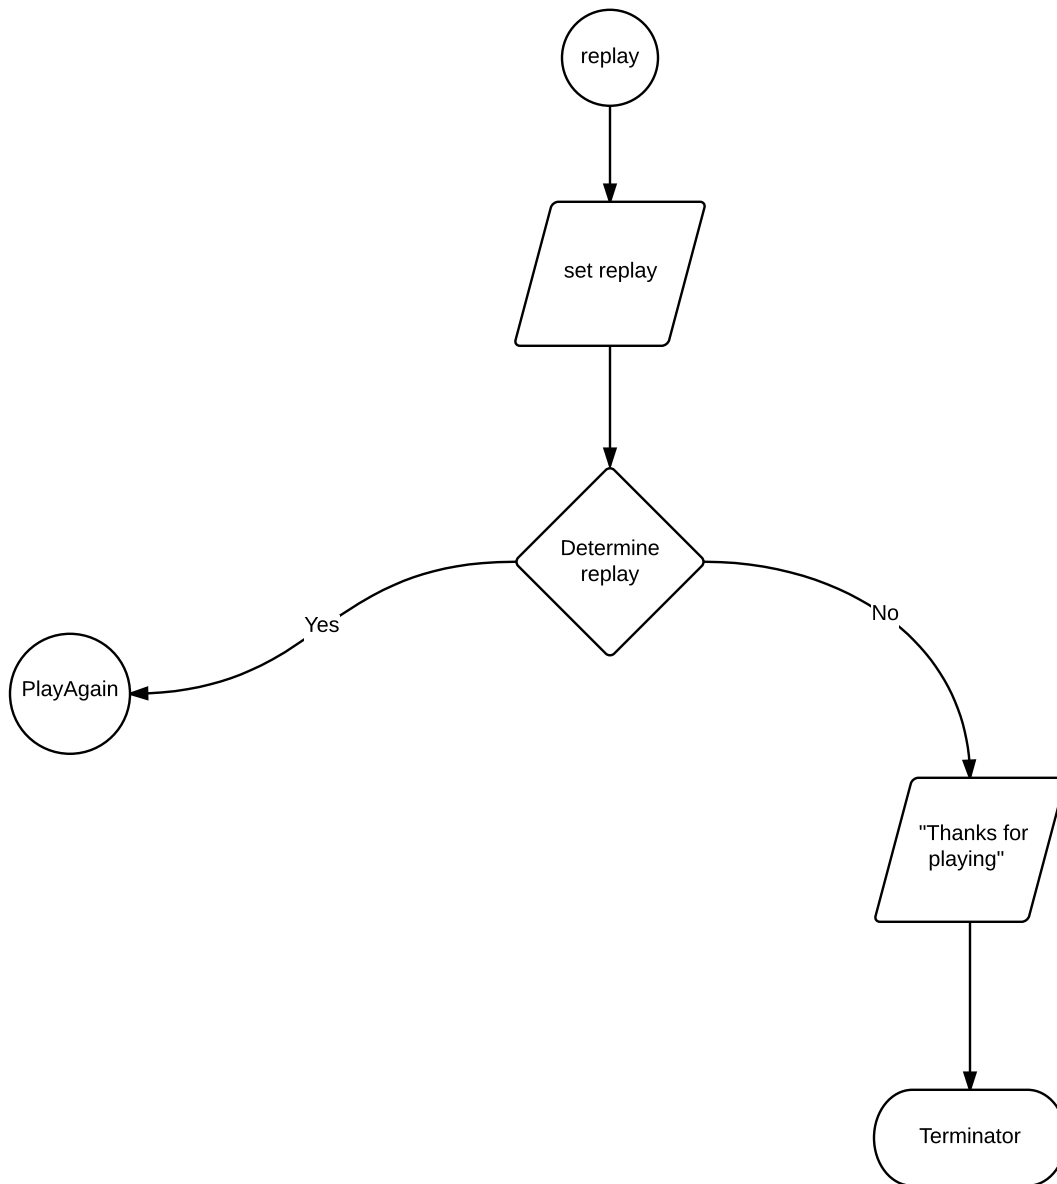 replay
set replay
Determine
replay
Yes
No
PlayAgain
"Thanks for
playing"
Terminator